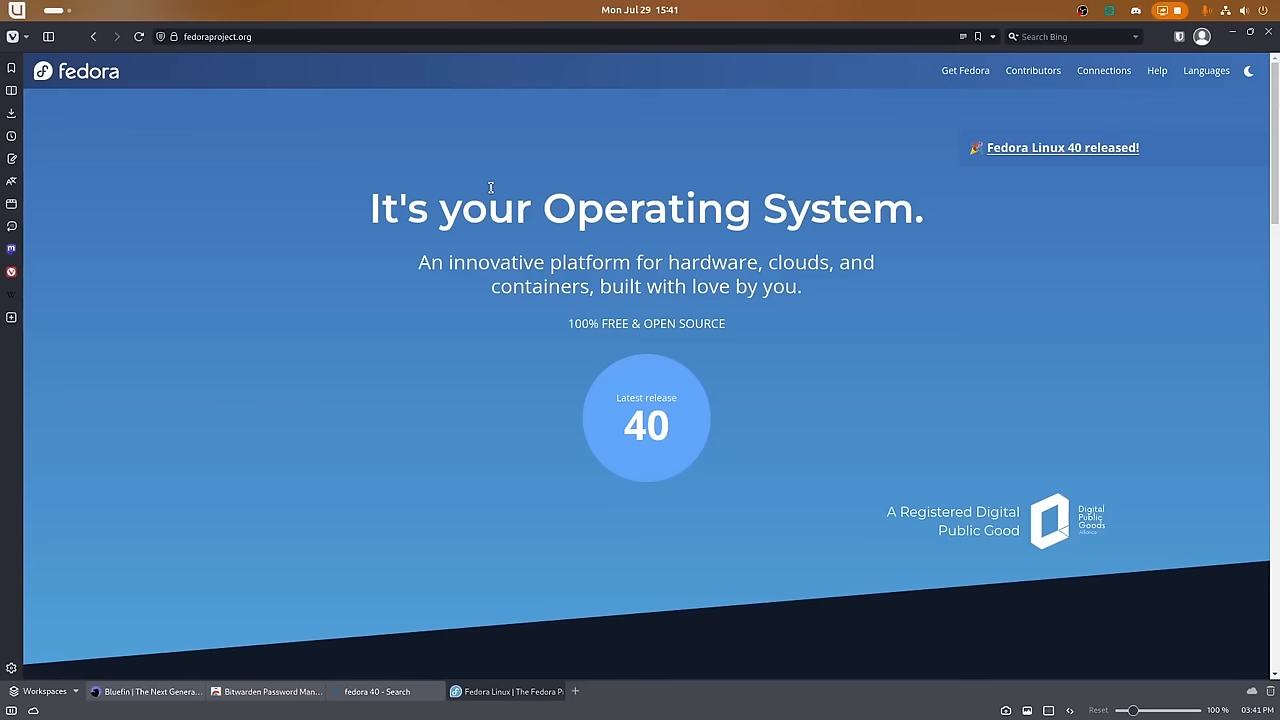 Mon Jul 29 15:41
fedoraproject.org
Search Bing
fedora
Get Fedora
Contributors
Connections
Help
Languages
🎉 Fedora Linux 40 released!
It's your Operating System.
An innovative platform for hardware, clouds, and
containers, built with love by you.
100% FREE & OPEN SOURCE
Latest release
40
A Registered Digital
Public Good
Digital
Public
Goods
Alliance
Workspaces
Bluefin | The Next Genera...
Bitwarden Password Man...
fedora 40 - Search
Fedora Linux | The Fedora P
Reset
100 %
03:41 PM